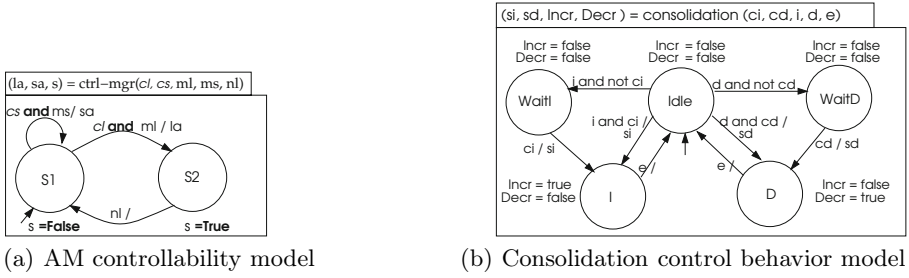 (la, sa, s) = ctrl-mgr(cl, cs, ml, ms, nl)
cs and ms/ sa
cl and ml / la
S1
S2
nl /
s =False
s =True
(a) AM controllability model
(si, sd, Incr, Decr ) = consolidation (ci, cd, i, d, e)
Incr = false
Decr = false
Incr = false
Decr = false
Incr = false
Decr = false
i and not ci
d and not cd
WaitI
Idle
WaitD
i and ci /
si
d and cd /
sd
ci / si
cd / sd
e /
e /
Incr = true
Decr = false
I
D
Incr = false
Decr = true
(b) Consolidation control behavior model